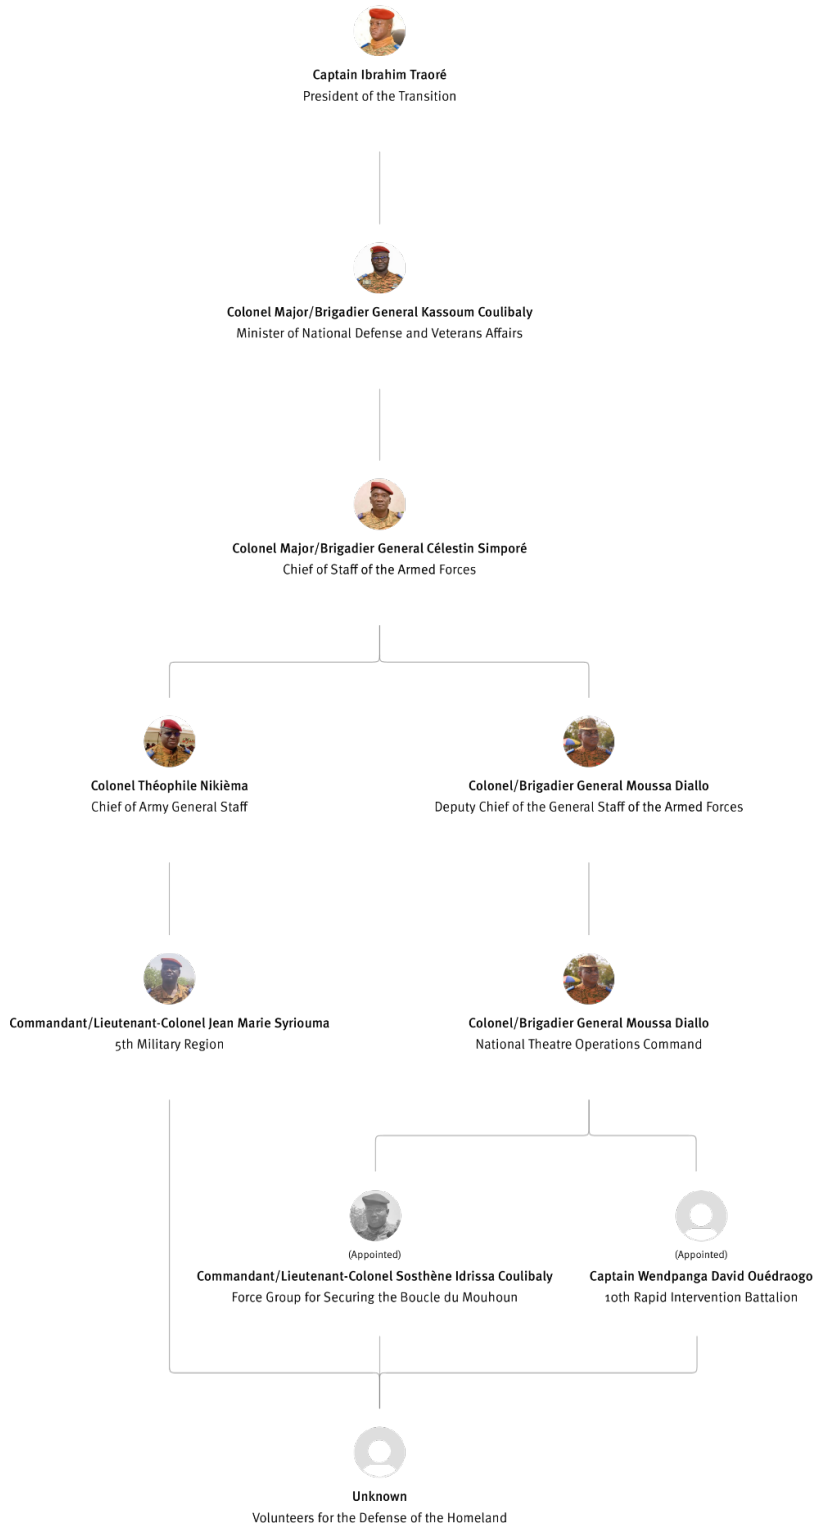 Captain Ibrahim Traoré
President of the Transition
Colonel Major/Brigadier General Kassoum Coulibaly
Minister of National Defense and Veterans Affairs
Colonel Major/Brigadier General Célestin Simporé
Chief of Staff of the Armed Forces
Colonel Théophile Nikièma
Chief of Army General Staff
Colonel/Brigadier General Moussa Diallo
Deputy Chief of the General Staff of the Armed Forces
Commandant/Lieutenant-Colonel Jean Marie Syriouma
5th Military Region
Colonel/Brigadier General Moussa Diallo
National Theatre Operations Command
(Appointed)
Commandant/Lieutenant-Colonel Sosthène Idrissa Coulibaly
Force Group for Securing the Boucle du Mouhoun
(Appointed)
Captain Wendpanga David Ouédraogo
10th Rapid Intervention Battalion
Unknown
Volunteers for the Defense of the Homeland